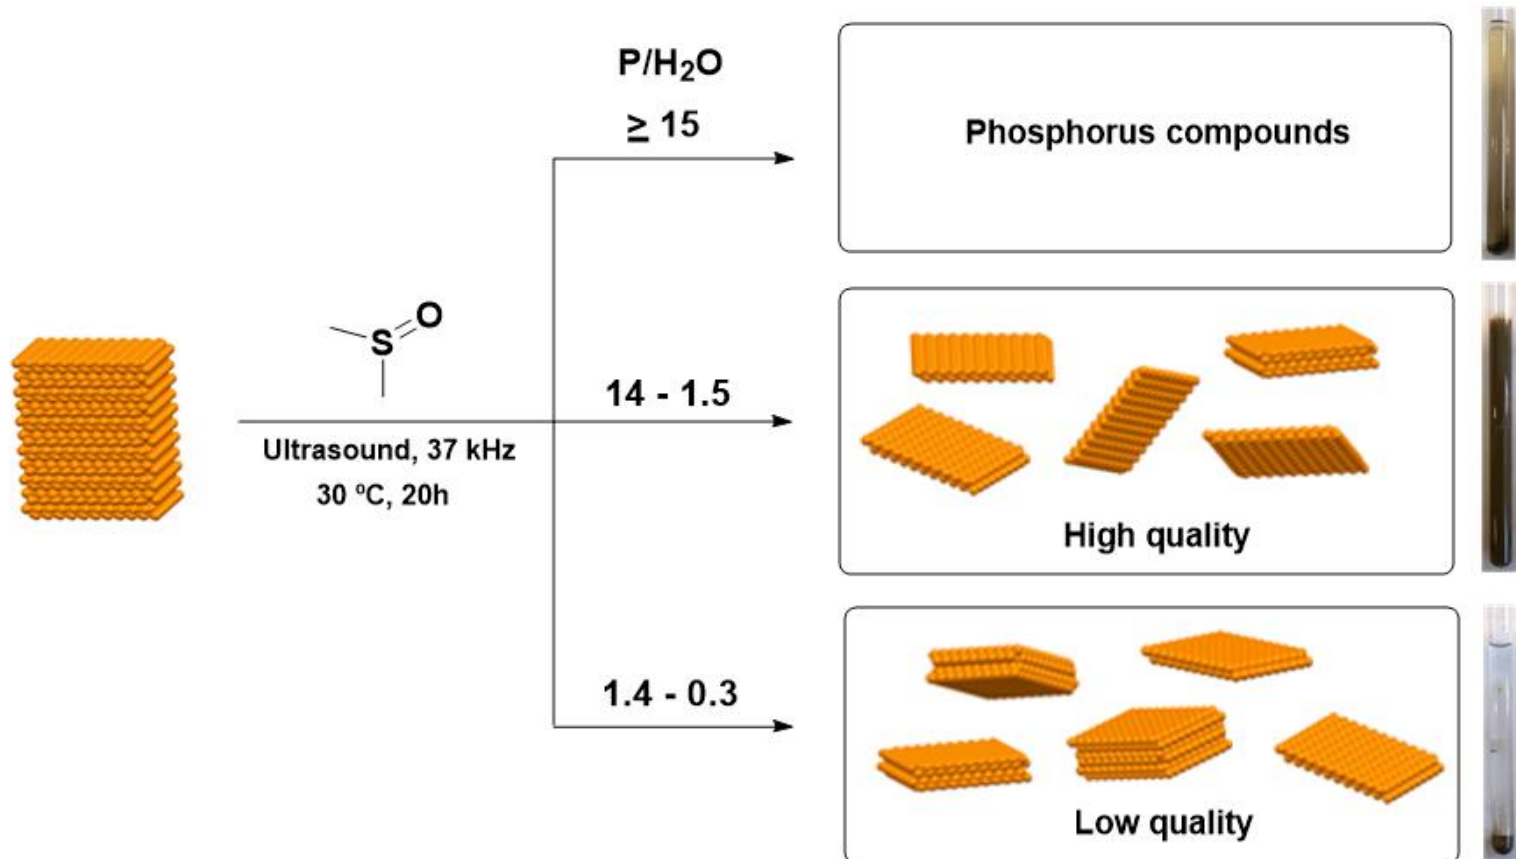 P/H₂O
≥ 15
Phosphorus compounds
S
O
Ultrasound, 37 kHz
30 ºC, 20h
14 - 1.5
High quality
1.4 - 0.3
Low quality